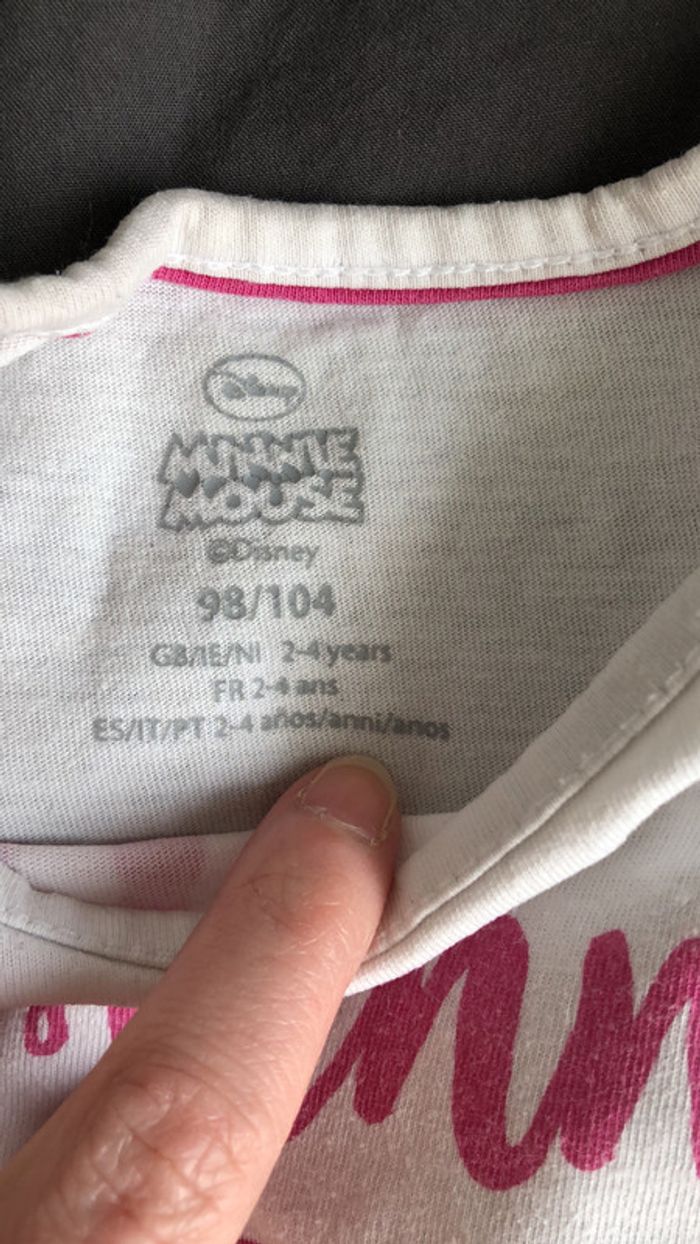 Disney
MINNIE
MOUSE
©Disney
98/104
GB/IE/NI 2-4 years
FR 2-4 ans
ES/IT/PT 2-4 años/anni/anos